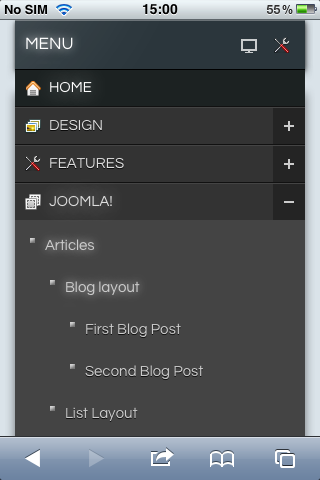 No SIM 15:00 55%
MENU
HOME
DESIGN +
FEATURES +
JOOMLA! −
Articles
Blog layout
First Blog Post
Second Blog Post
List Layout